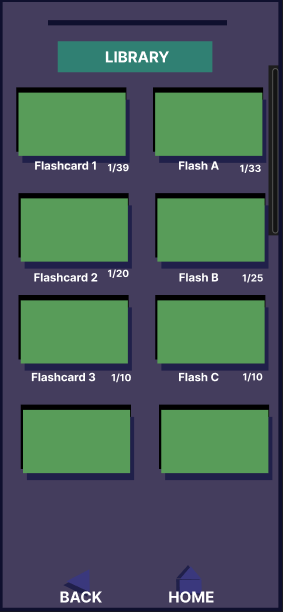 LIBRARY
Flashcard 1 1/39
Flash A 1/33
Flashcard 2 1/20
Flash B 1/25
Flashcard 3 1/10
Flash C 1/10
BACK
HOME